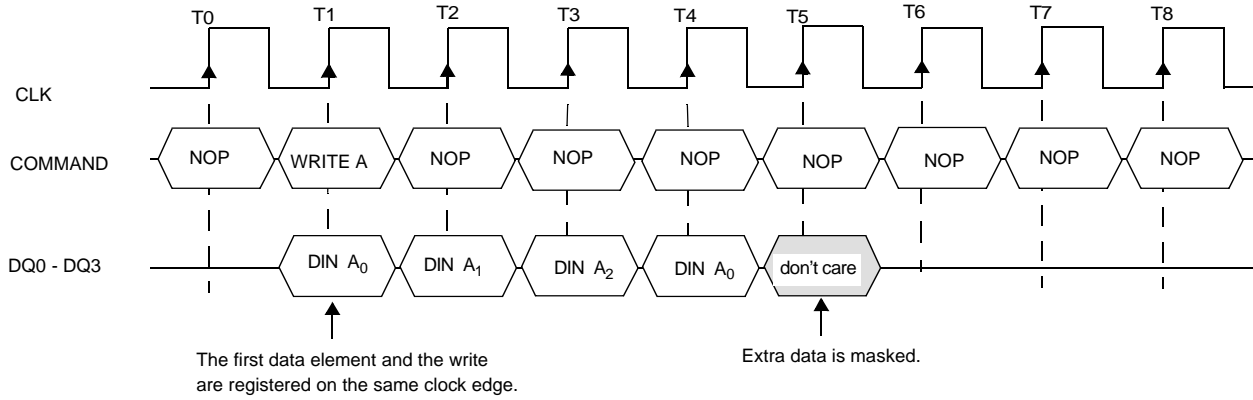 T0 T1 T2 T3 T4 T5 T6 T7 T8
CLK
COMMAND NOP WRITE A NOP NOP NOP NOP NOP NOP NOP
DQ0 - DQ3 DIN A0 DIN A1 DIN A2 DIN A0 don't care
The first data element and the write
are registered on the same clock edge.
Extra data is masked.